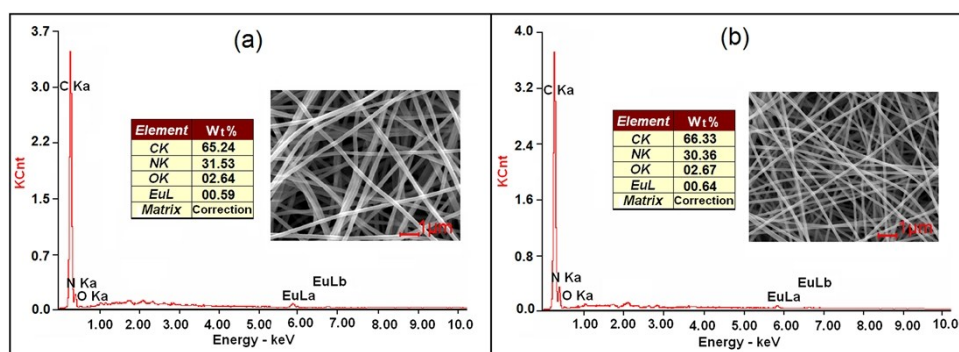 (a)
3.7
3.0
2.2
1.5
0.7
0.0
KCnt
C Ka
N Ka
O Ka
Element Wt%
CK 65.24
NK 31.53
OK 02.64
EuL 00.59
Matrix Correction
1µm
EuLb
EuLa
1.00 2.00 3.00 4.00 5.00 6.00 7.00 8.00 9.00 10.0
Energy - keV
(b)
4.0
3.2
2.4
1.6
0.8
0.0
KCnt
C Ka
N Ka
O Ka
Element Wt%
CK 66.33
NK 30.36
OK 02.67
EuL 00.64
Matrix Correction
1µm
EuLb
EuLa
1.00 2.00 3.00 4.00 5.00 6.00 7.00 8.00 9.00 10.0
Energy - keV